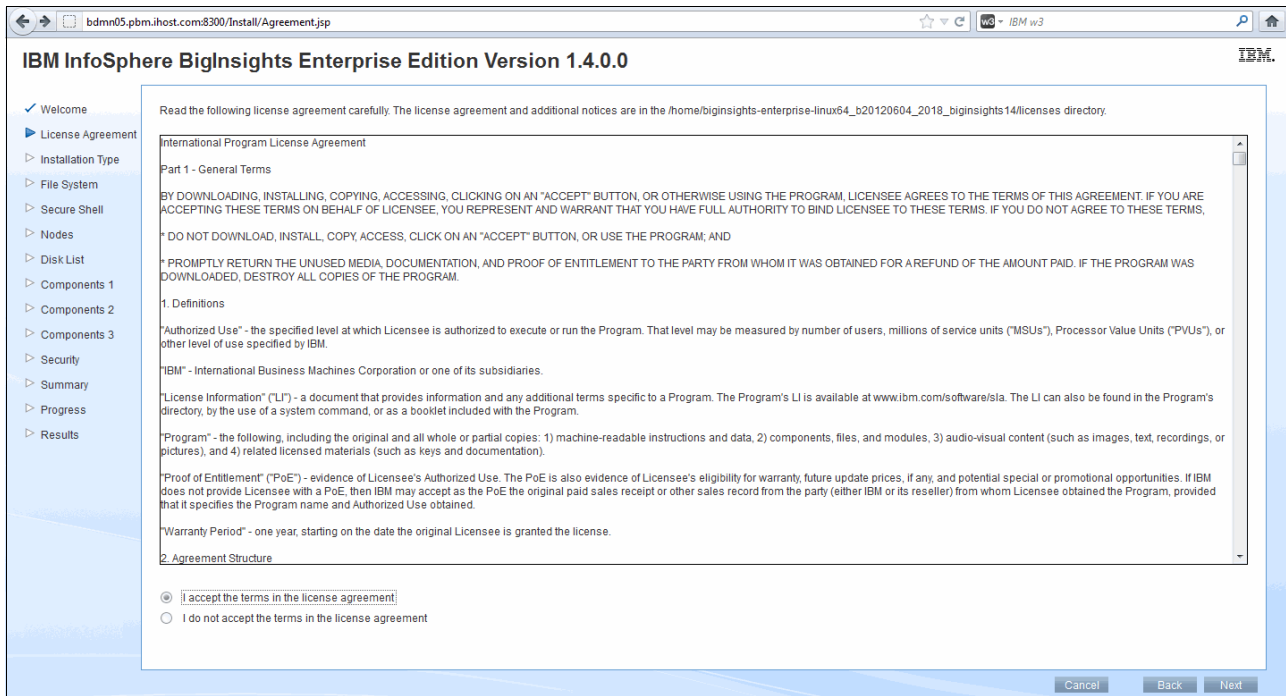 bdmn05.pbm.ihost.com:8300/Install/Agreement.jsp
w3 IBM w3
IBM InfoSphere BigInsights Enterprise Edition Version 1.4.0.0
IBM.
Welcome
License Agreement
Installation Type
File System
Secure Shell
Nodes
Disk List
Components 1
Components 2
Components 3
Security
Summary
Progress
Results
Read the following license agreement carefully. The license agreement and additional notices are in the /home/biginsights-enterprise-linux64_b20120604_2018_biginsights14/licenses directory.
International Program License Agreement
Part 1 - General Terms
BY DOWNLOADING, INSTALLING, COPYING, ACCESSING, CLICKING ON AN "ACCEPT" BUTTON, OR OTHERWISE USING THE PROGRAM, LICENSEE AGREES TO THE TERMS OF THIS AGREEMENT. IF YOU ARE
ACCEPTING THESE TERMS ON BEHALF OF LICENSEE, YOU REPRESENT AND WARRANT THAT YOU HAVE FULL AUTHORITY TO BIND LICENSEE TO THESE TERMS. IF YOU DO NOT AGREE TO THESE TERMS,
* DO NOT DOWNLOAD, INSTALL, COPY, ACCESS, CLICK ON AN "ACCEPT" BUTTON, OR USE THE PROGRAM; AND
* PROMPTLY RETURN THE UNUSED MEDIA, DOCUMENTATION, AND PROOF OF ENTITLEMENT TO THE PARTY FROM WHOM IT WAS OBTAINED FOR A REFUND OF THE AMOUNT PAID. IF THE PROGRAM WAS
DOWNLOADED, DESTROY ALL COPIES OF THE PROGRAM.
1. Definitions
"Authorized Use" - the specified level at which Licensee is authorized to execute or run the Program. That level may be measured by number of users, millions of service units ("MSUs"), Processor Value Units ("PVUs"), or
other level of use specified by IBM.
"IBM" - International Business Machines Corporation or one of its subsidiaries.
"License Information" ("LI") - a document that provides information and any additional terms specific to a Program. The Program's LI is available at www.ibm.com/software/sla. The LI can also be found in the Program's
directory, by the use of a system command, or as a booklet included with the Program.
"Program" - the following, including the original and all whole or partial copies: 1) machine-readable instructions and data, 2) components, files, and modules, 3) audio-visual content (such as images, text, recordings, or
pictures), and 4) related licensed materials (such as keys and documentation).
"Proof of Entitlement" ("PoE") - evidence of Licensee's Authorized Use. The PoE is also evidence of Licensee's eligibility for warranty, future update prices, if any, and potential special or promotional opportunities. If IBM
does not provide Licensee with a PoE, then IBM may accept as the PoE the original paid sales receipt or other sales record from the party (either IBM or its reseller) from whom Licensee obtained the Program, provided
that it specifies the Program name and Authorized Use obtained.
"Warranty Period" - one year, starting on the date the original Licensee is granted the license.
2. Agreement Structure
I accept the terms in the license agreement
I do not accept the terms in the license agreement
Cancel
Back
Next